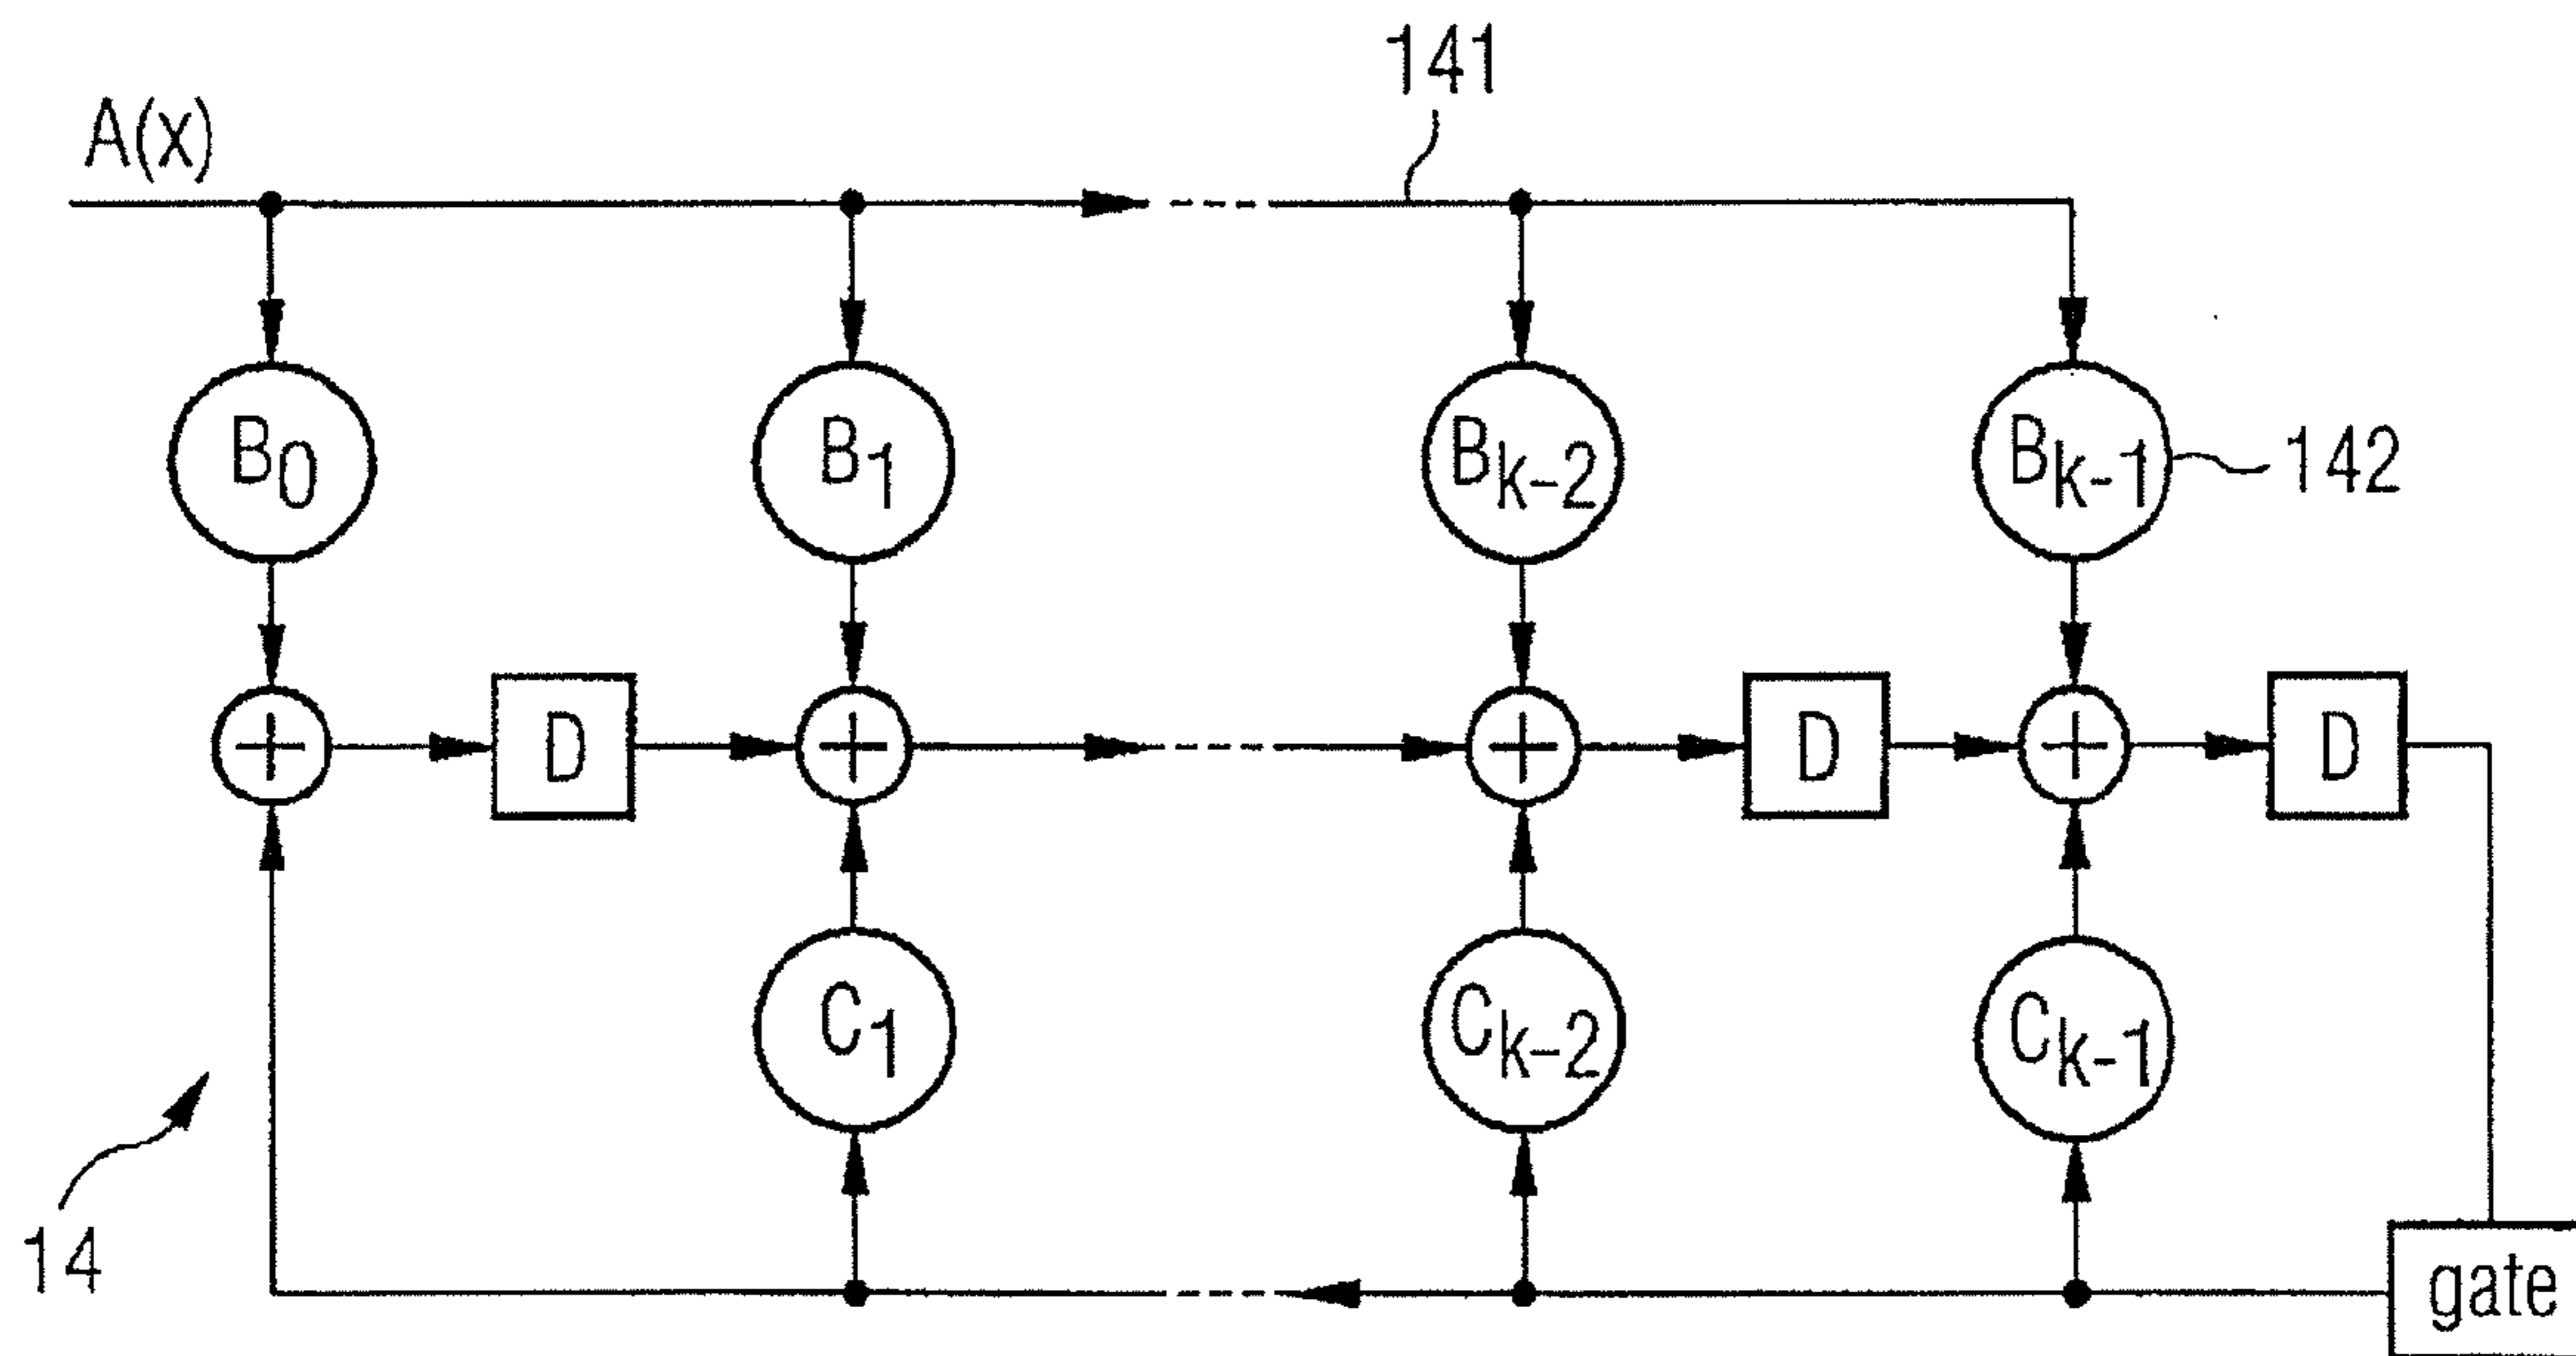 141
A(x)
B0 B1 Bk-2 Bk-1 142
+ D + + D + D
C1 Ck-2 Ck-1
14
gate